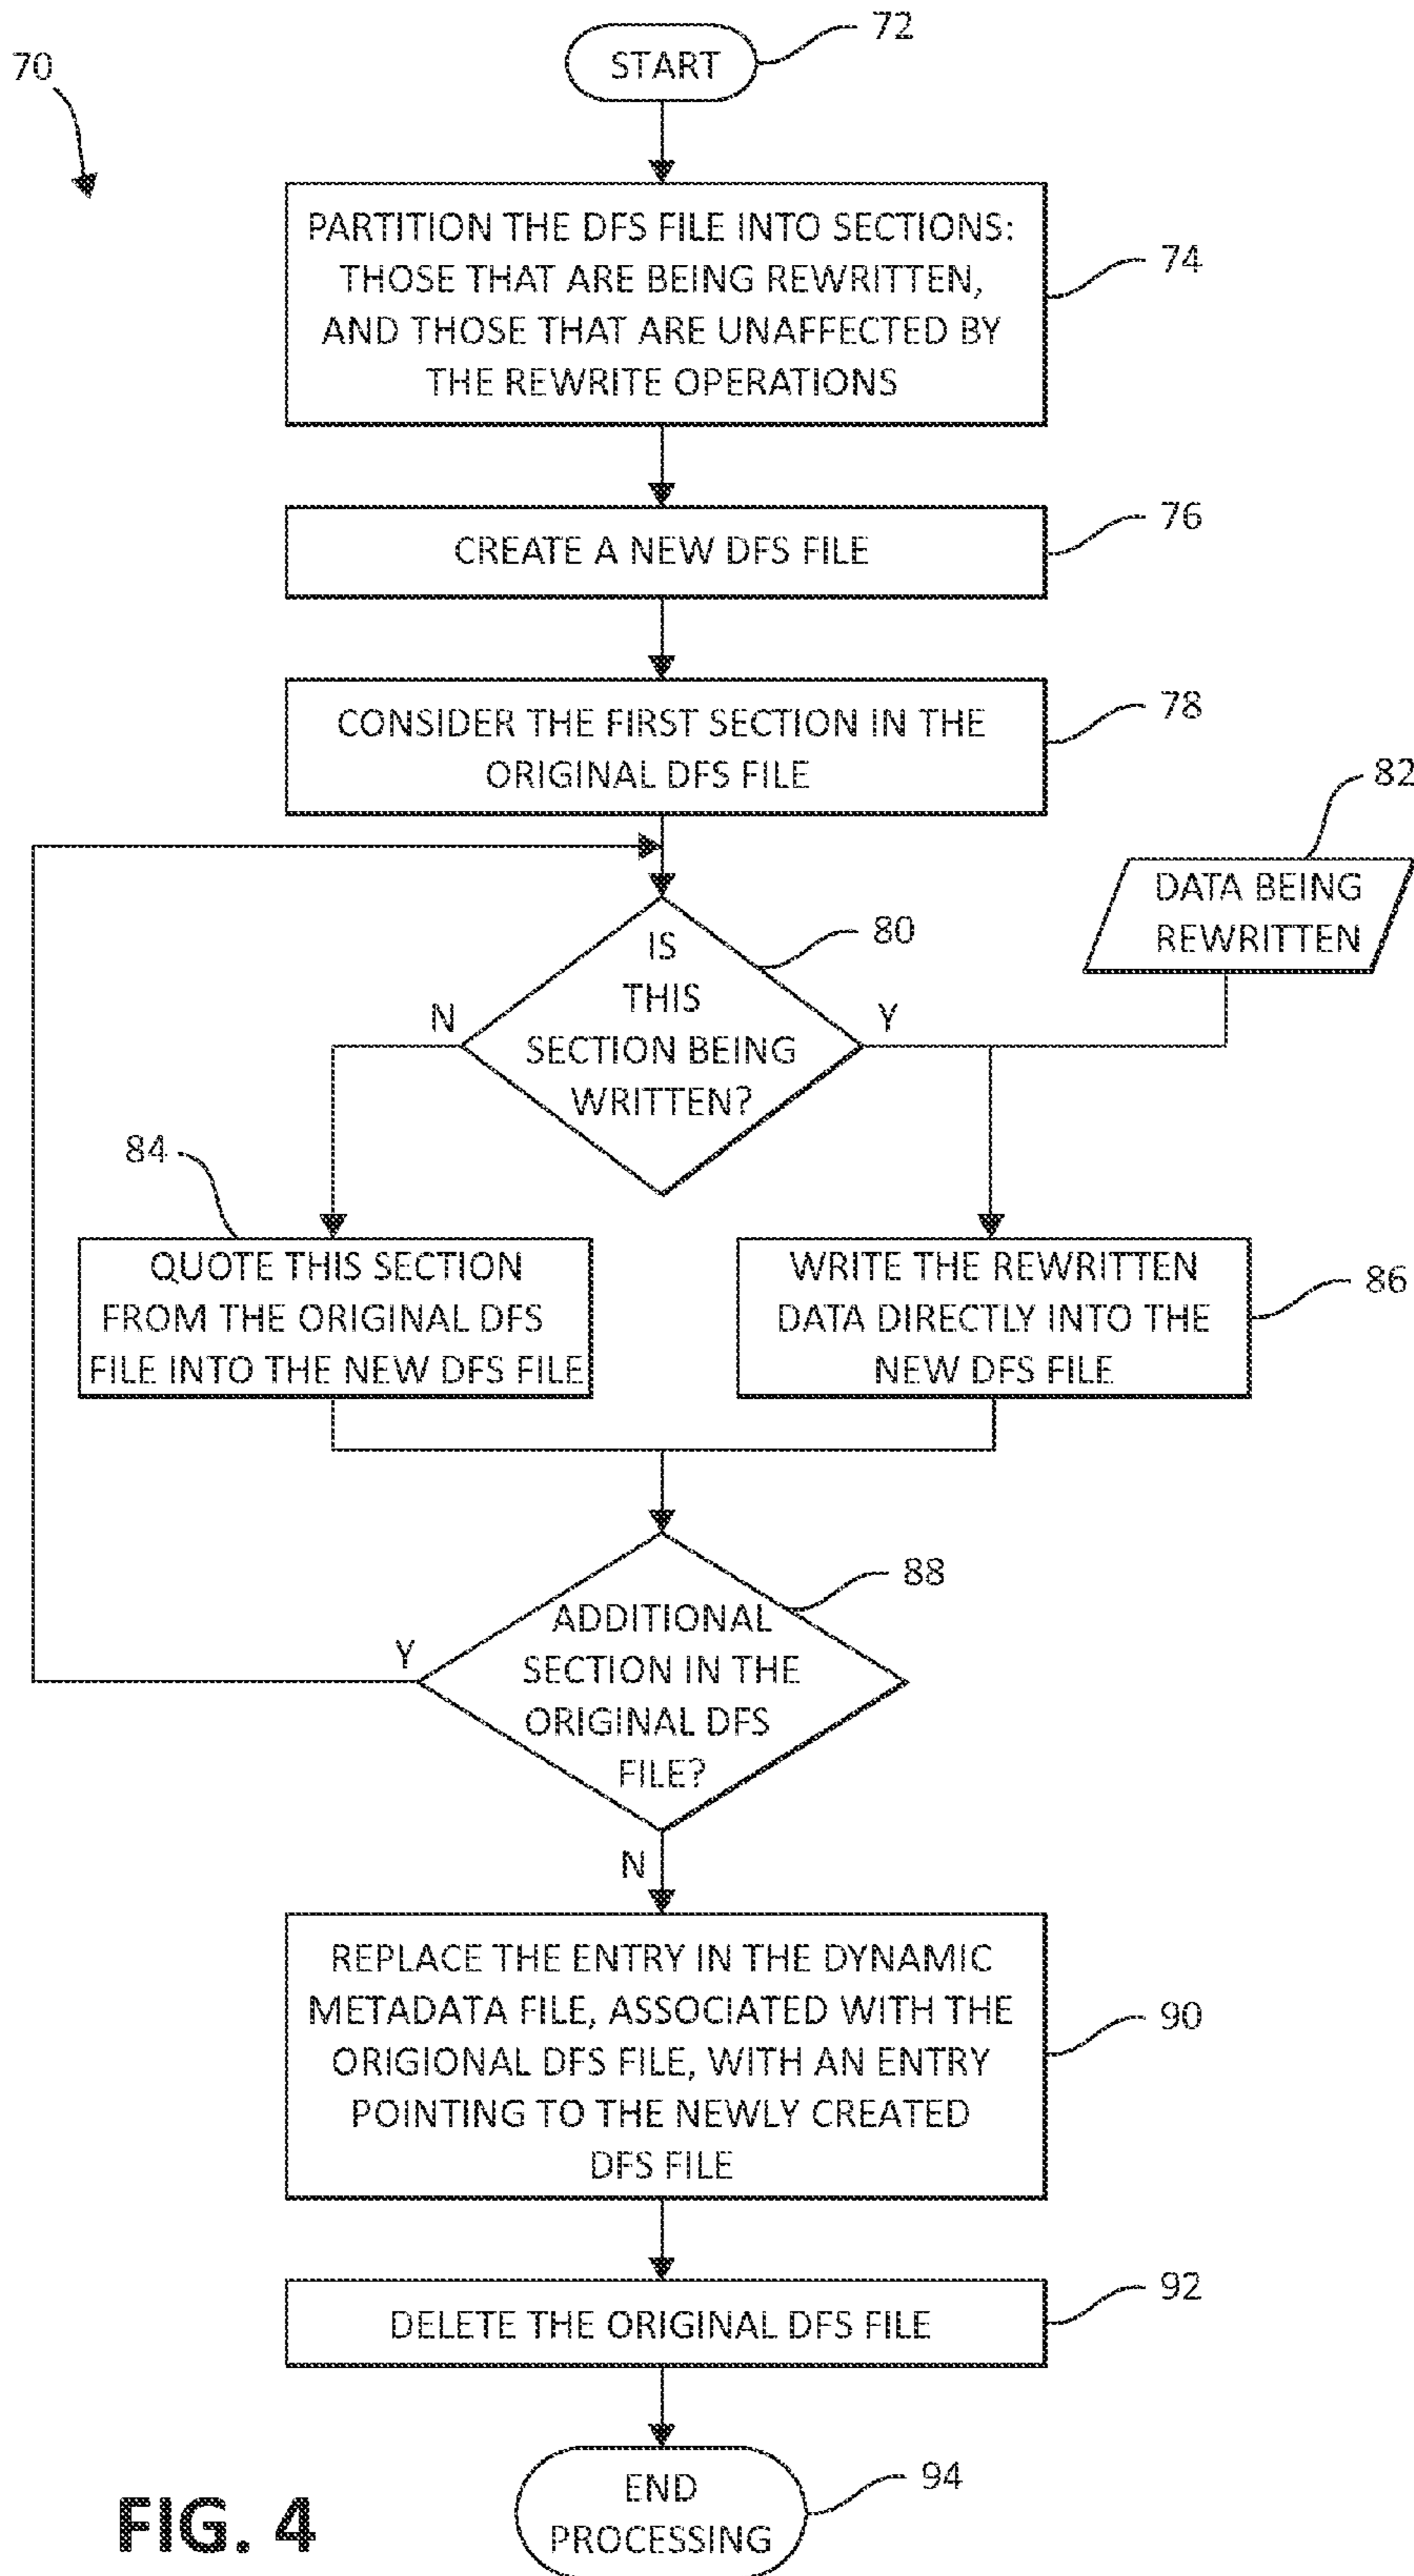 72
START
70
PARTITION THE DFS FILE INTO SECTIONS:
THOSE THAT ARE BEING REWRITTEN,
AND THOSE THAT ARE UNAFFECTED BY
THE REWRITE OPERATIONS
74
76
CREATE A NEW DFS FILE
78
CONSIDER THE FIRST SECTION IN THE
ORIGINAL DFS FILE
82
DATA BEING
REWRITTEN
80
IS
THIS
SECTION BEING
WRITTEN?
N
Y
84
QUOTE THIS SECTION
FROM THE ORIGINAL DFS
FILE INTO THE NEW DFS FILE
WRITE THE REWRITTEN
DATA DIRECTLY INTO THE
NEW DFS FILE
86
88
ADDITIONAL
SECTION IN THE
ORIGINAL DFS
FILE?
Y
N
REPLACE THE ENTRY IN THE DYNAMIC
METADATA FILE, ASSOCIATED WITH THE
ORIGIONAL DFS FILE, WITH AN ENTRY
POINTING TO THE NEWLY CREATED
DFS FILE
90
92
DELETE THE ORIGINAL DFS FILE
94
END
PROCESSING
FIG. 4